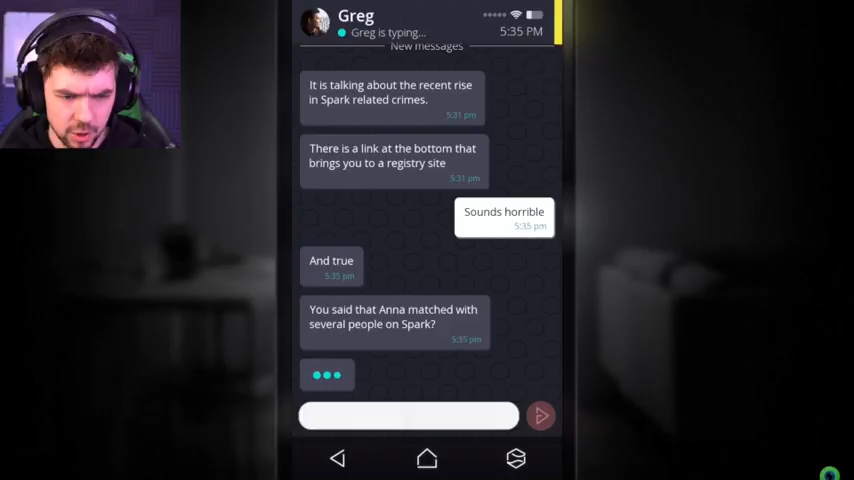 Greg
Greg is typing...
5:35 PM
New messages
It is talking about the recent rise
in Spark related crimes.
5:31 pm
There is a link at the bottom that
brings you to a registry site
5:31 pm
Sounds horrible
5:35 pm
And true
5:35 pm
You said that Anna matched with
several people on Spark?
5:35 pm